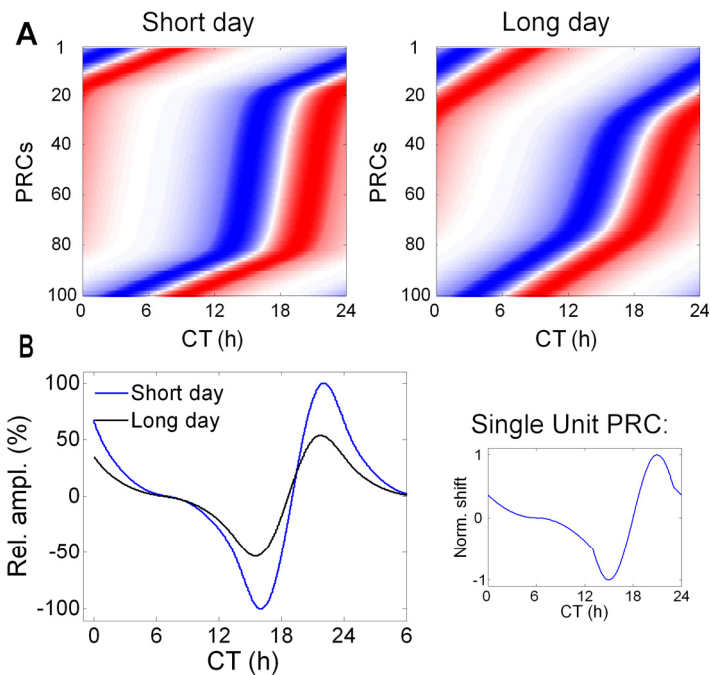 A
Short day
Long day
PRCs
1
20
40
60
80
100
0 6 12 18 24
CT (h)
PRCs
1
20
40
60
80
100
0 6 12 18 24
CT (h)
B
Rel. ampl. (%)
100
50
0
-50
-100
Short day
Long day
0 6 12 18 24 6
CT (h)
Single Unit PRC:
Norm. shift
1
0
-1
0 6 12 18 24
CT (h)